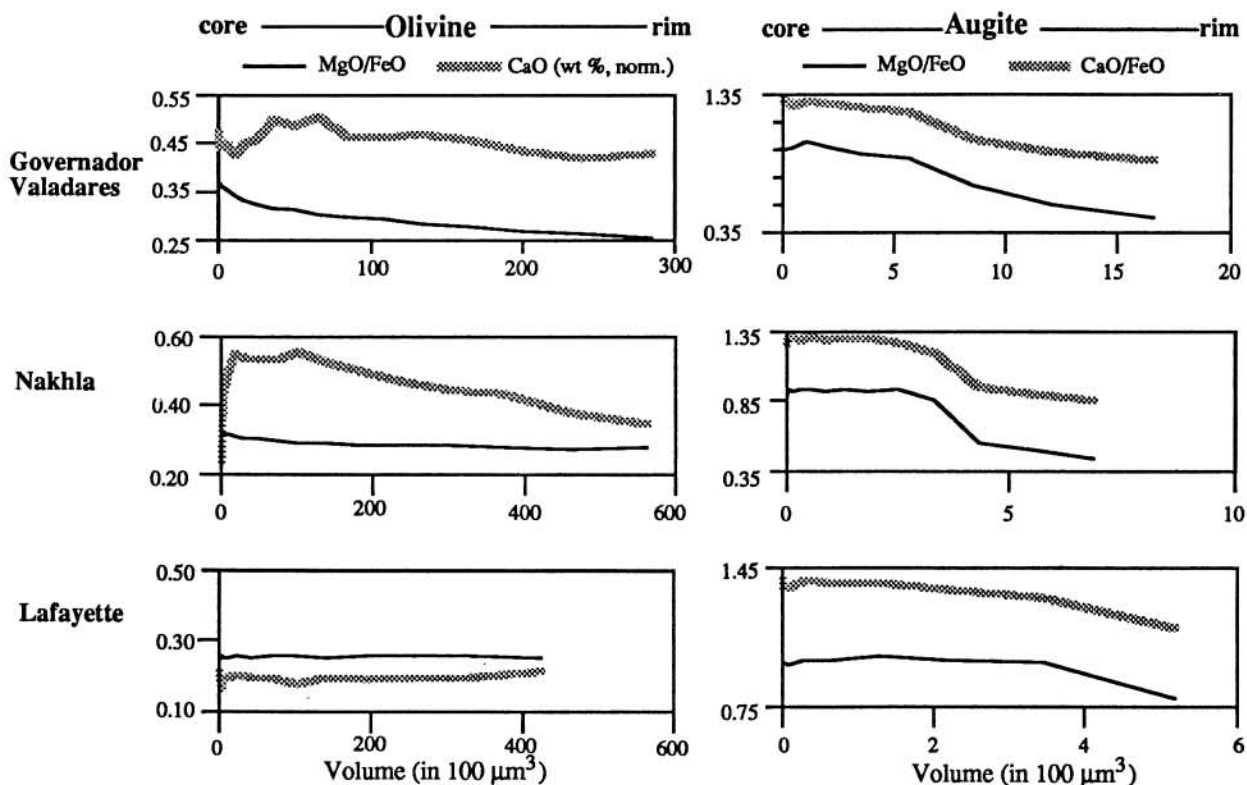 core Olivine rim core Augite rim
MgO/FeO CaO (wt %, norm.) MgO/FeO CaO/FeO
Governador
Valadares
0.55
0.45
0.35
0.25
0 100 200 300
1.35
0.35
0 5 10 15 20
Nakhla
0.60
0.40
0.20
0 200 400 600
1.35
0.85
0.35
0 5 10
Lafayette
0.50
0.30
0.10
0 200 400 600
Volume (in 100 µm³)
1.45
0.75
0 2 4 6
Volume (in 100 µm³)